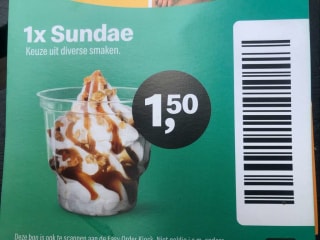 1x Sundae
Keuze uit diverse smaken.
1,50
Deze bon is ook te scannen aan de Easy Order Kiosk. Niet geldig i.c.m. andere